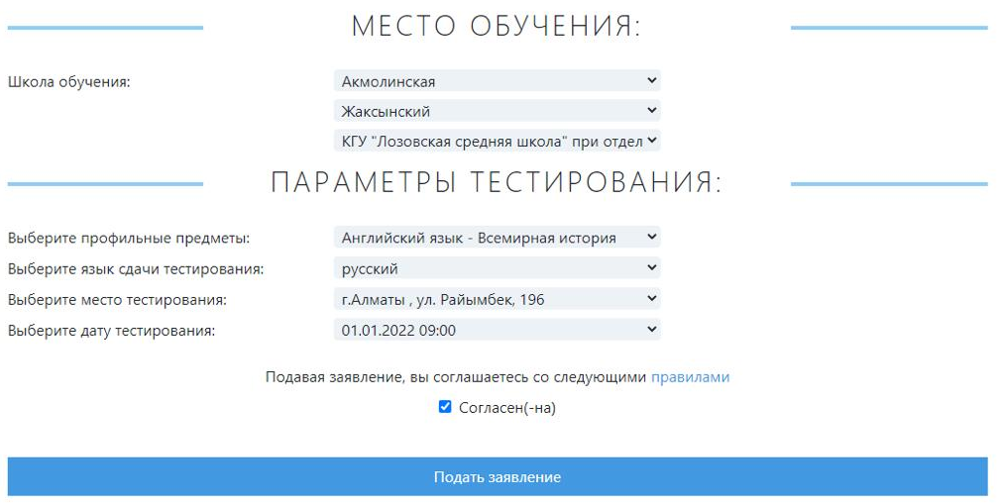 МЕСТО ОБУЧЕНИЯ:
Школа обучения:
Акмолинская
Жаксынский
КГУ "Лозовская средняя школа" при отдел
ПАРАМЕТРЫ ТЕСТИРОВАНИЯ:
Выберите профильные предметы: Английский язык - Всемирная история
Выберите язык сдачи тестирования: русский
Выберите место тестирования: г.Алматы , ул. Райымбек, 196
Выберите дату тестирования: 01.01.2022 09:00
Подавая заявление, вы соглашаетесь со следующими правилами
Согласен(-на)
Подать заявление